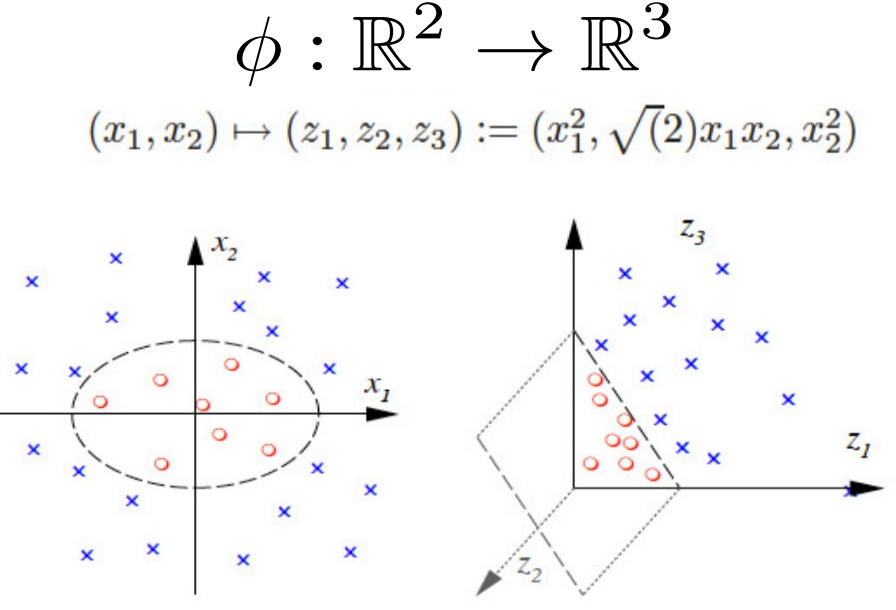 ϕ : ℝ² → ℝ³
(x₁, x₂) ↦ (z₁, z₂, z₃) := (x₁², √(2)x₁x₂, x₂²)
x₂
x₁
z₃
z₁
z₂